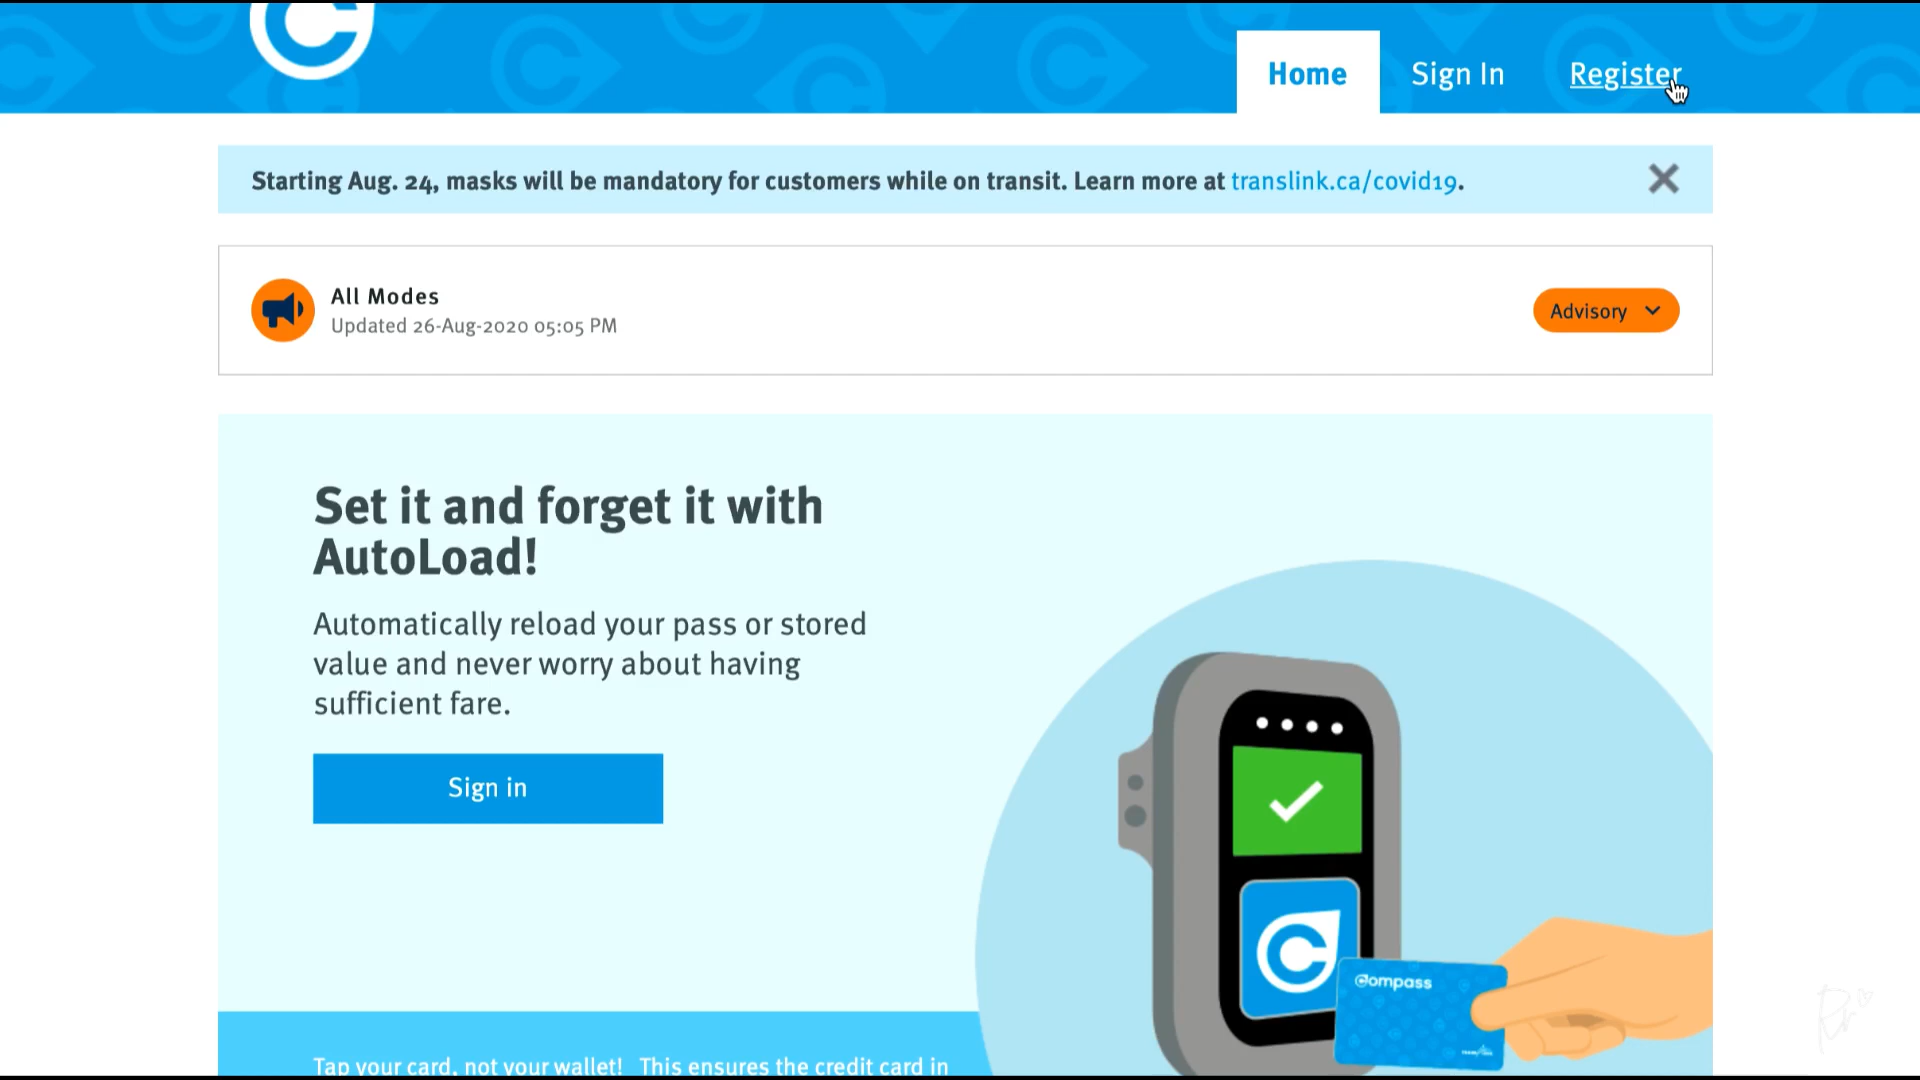 Home
Sign In
Register
Starting Aug. 24, masks will be mandatory for customers while on transit. Learn more at translink.ca/covid19.
All Modes
Updated 26-Aug-2020 05:05 PM
Advisory
Set it and forget it with
AutoLoad!
Automatically reload your pass or stored
value and never worry about having
sufficient fare.
Sign in
Compass
Tap your card, not your wallet! This ensures the credit card in